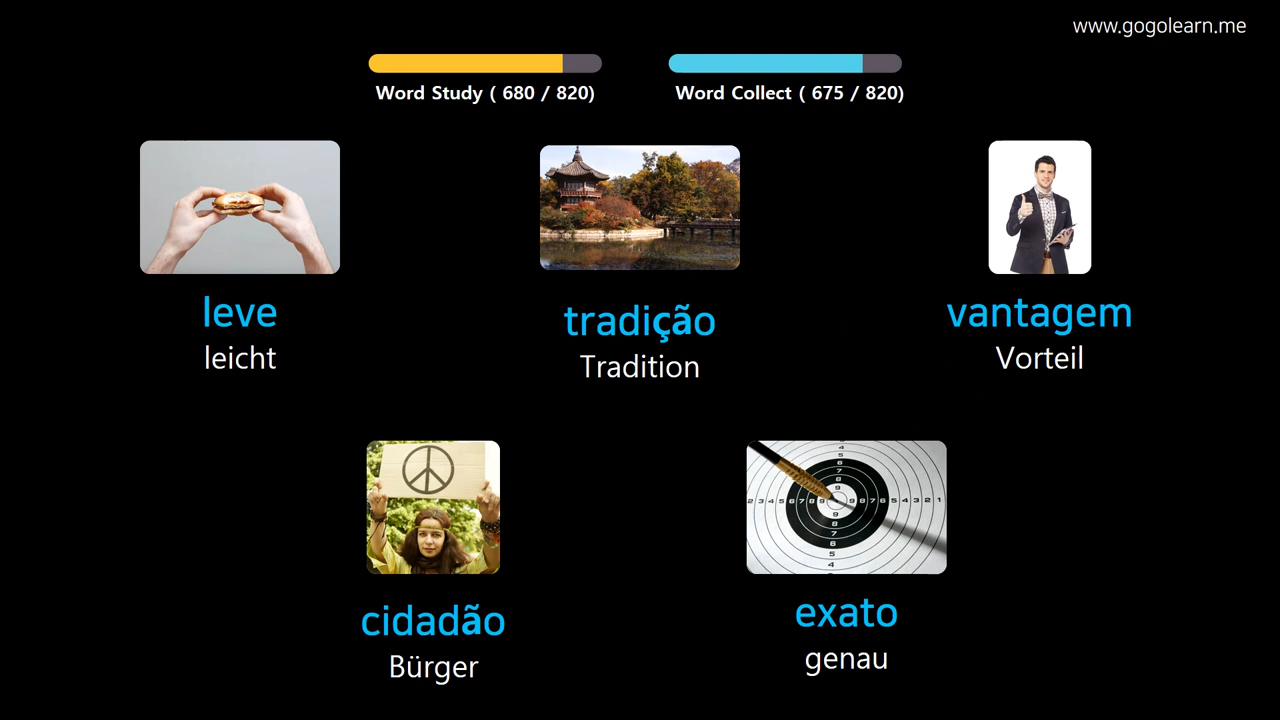 www.gogolearn.me
Word Study ( 680 / 820)
Word Collect ( 675 / 820)
leve
leicht
tradição
Tradition
vantagem
Vorteil
cidadão
Bürger
exato
genau